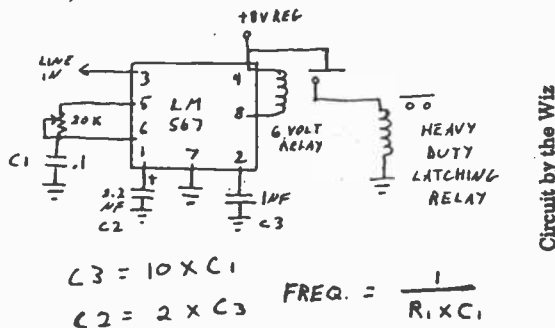 +8V REG
LINE IN
3
4
5
LM 567
8
20K
6
6 VOLT RELAY
1
7
2
C1
.1
2.2 MF
C2
+
1MF
C3
HEAVY DUTY LATCHING RELAY
Circuit by the Wiz
C3 = 10 X C1
C2 = 2 X C3
FREQ. = 1 / R1 X C1